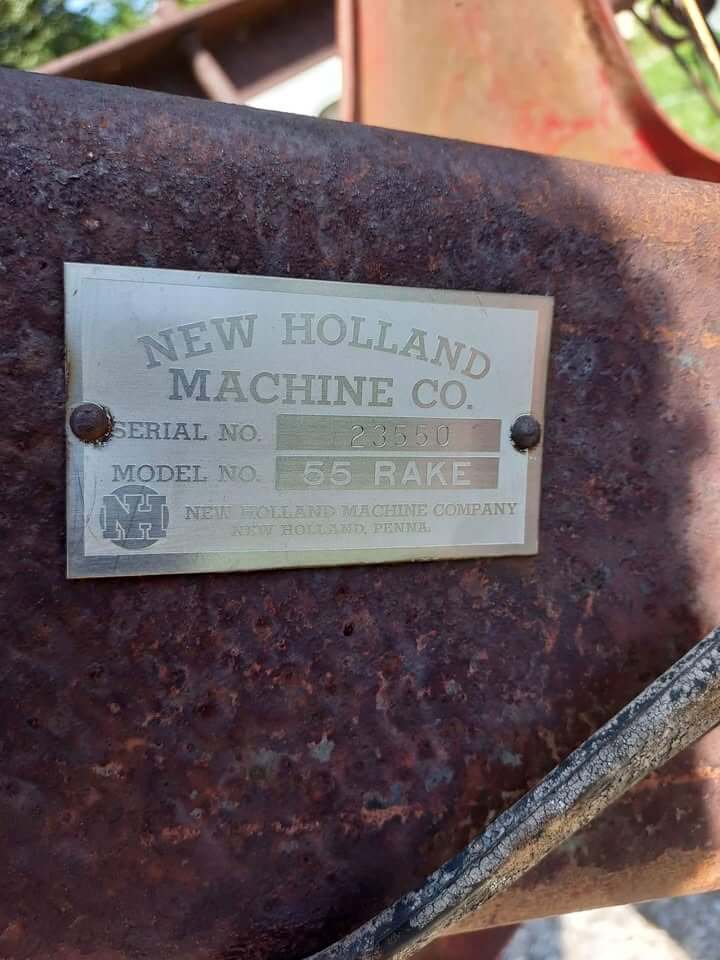 NEW HOLLAND
MACHINE CO.
SERIAL NO. 23550
MODEL NO. 55 RAKE
NH
NEW HOLLAND MACHINE COMPANY
NEW HOLLAND, PENNA.